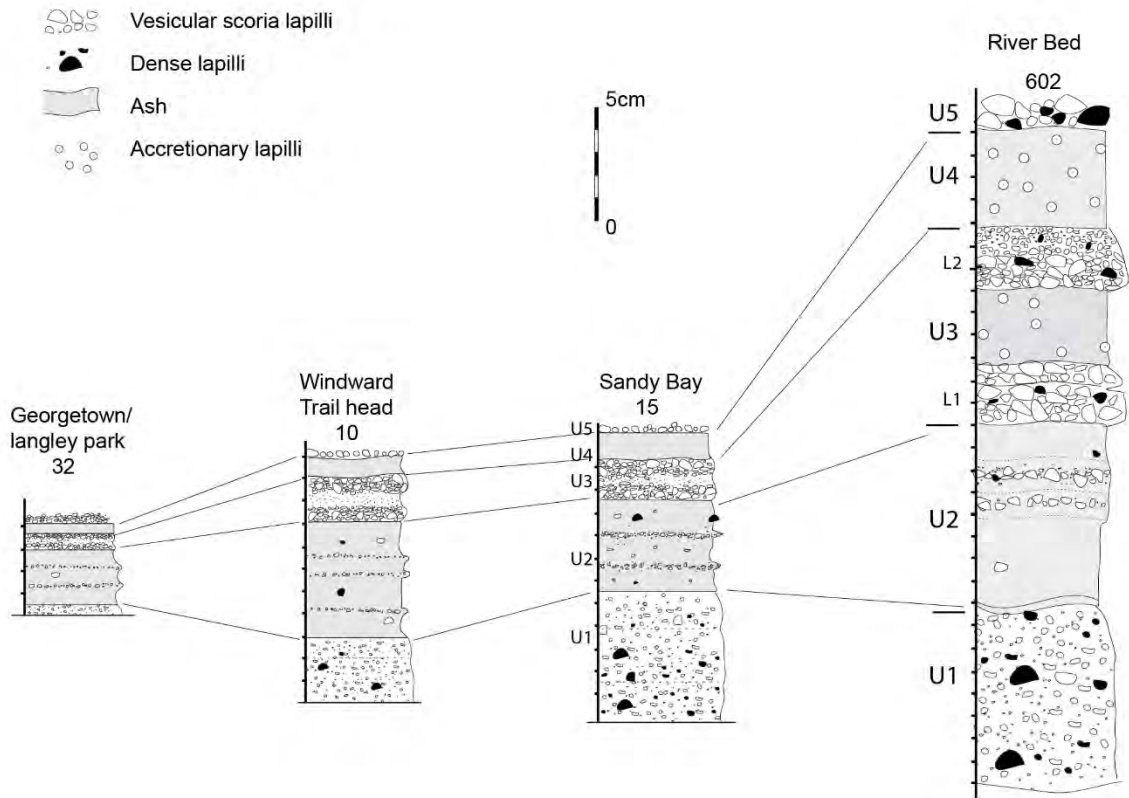 Vesicular scoria lapilli
Dense lapilli
Ash
Accretionary lapilli
5cm
0
Georgetown/
langley park
32
Windward
Trail head
10
Sandy Bay
15
U5
U4
U3
U2
U1
River Bed
602
U5
U4
L2
U3
L1
U2
U1